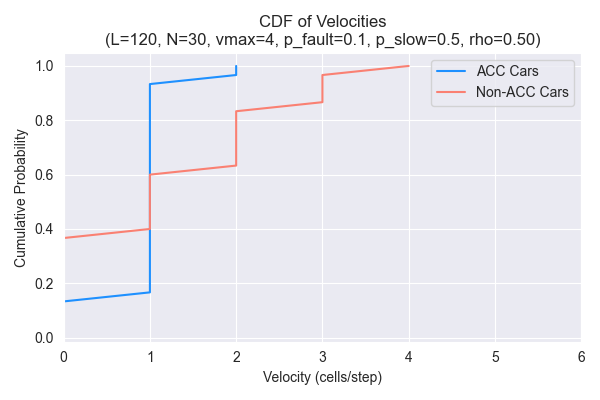 CDF of Velocities
(L=120, N=30, vmax=4, p_fault=0.1, p_slow=0.5, rho=0.50)
ACC Cars
Non-ACC Cars
1.0
0.8
0.6
0.4
0.2
0.0
Cumulative Probability
0 1 2 3 4 5 6
Velocity (cells/step)